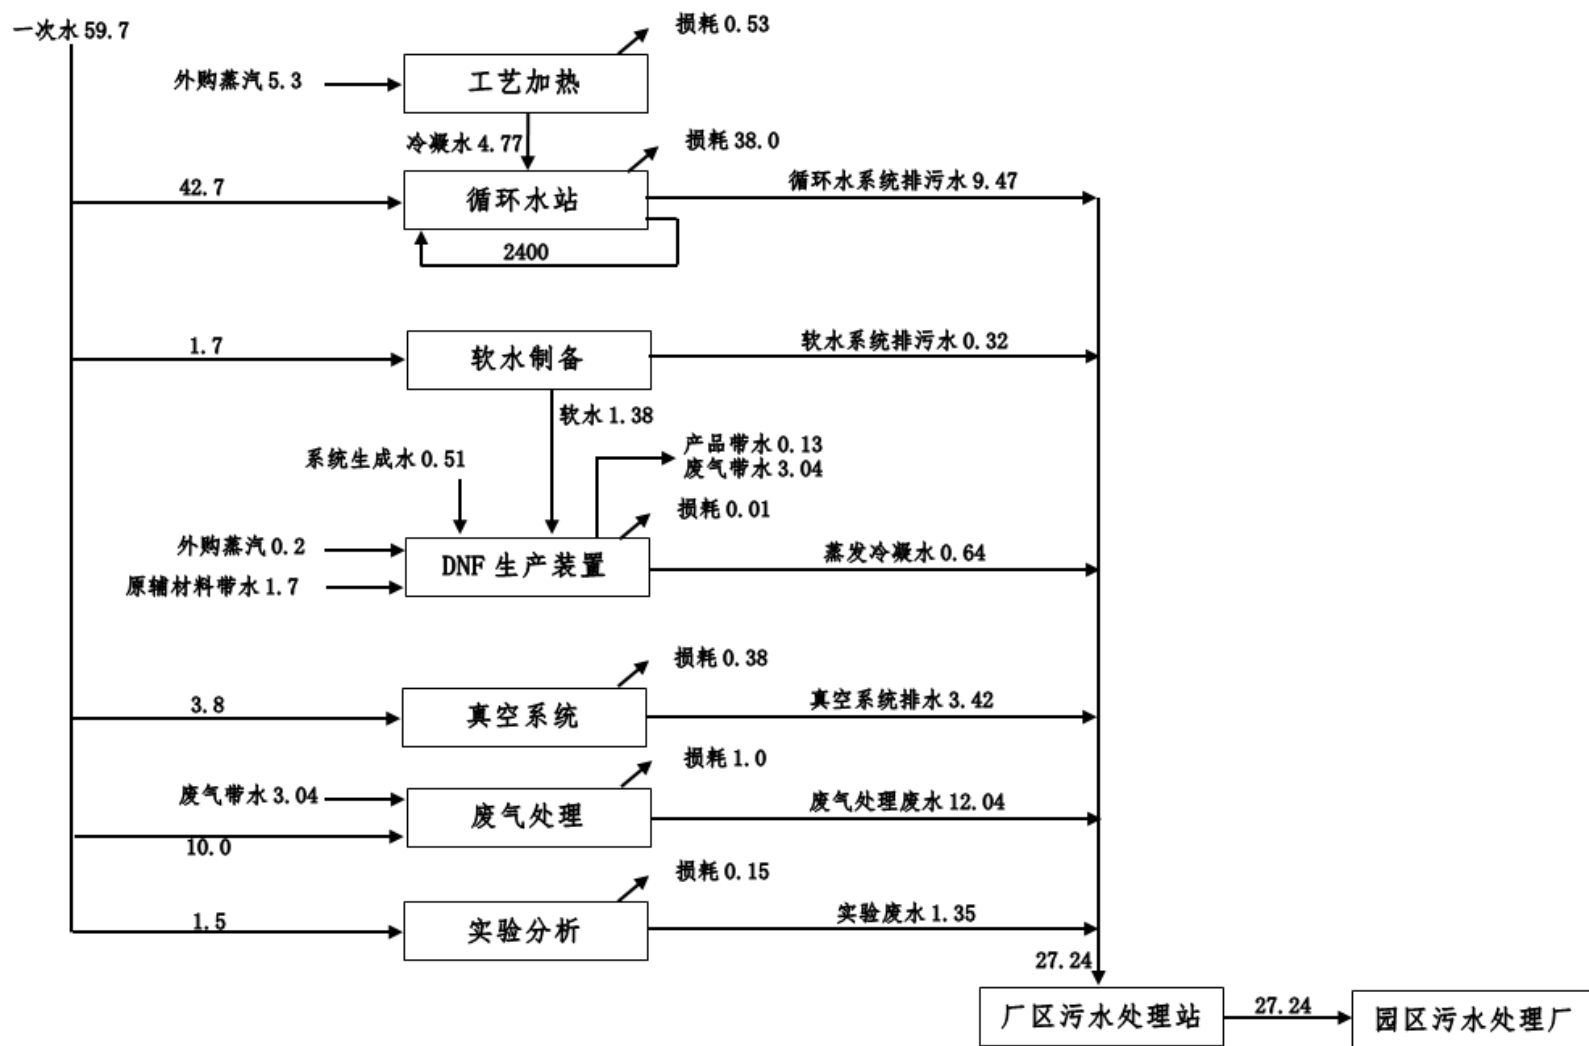 一次水 59.7
损耗 0.53
外购蒸汽 5.3
工艺加热
冷凝水 4.77
损耗 38.0
42.7
循环水站
循环水系统排污水 9.47
2400
1.7
软水制备
软水系统排污水 0.32
软水 1.38
系统生成水 0.51
产品带水 0.13
废气带水 3.04
损耗 0.01
外购蒸汽 0.2
DNF 生产装置
蒸发冷凝水 0.64
原辅材料带水 1.7
损耗 0.38
3.8
真空系统
真空系统排水 3.42
损耗 1.0
废气带水 3.04
废气处理
废气处理废水 12.04
10.0
损耗 0.15
1.5
实验分析
实验废水 1.35
27.24
厂区污水处理站
27.24
园区污水处理厂